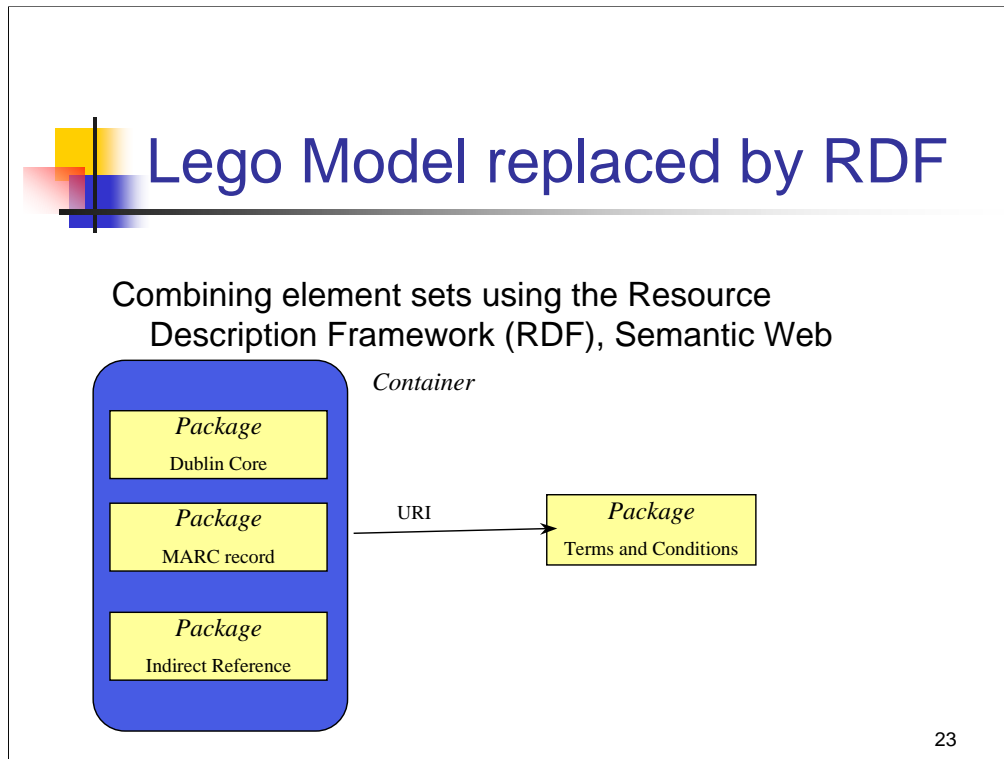 Lego Model replaced by RDF
Combining element sets using the Resource
Description Framework (RDF), Semantic Web
Container
Package
Dublin Core
Package
MARC record
URI
Package
Terms and Conditions
Package
Indirect Reference
23